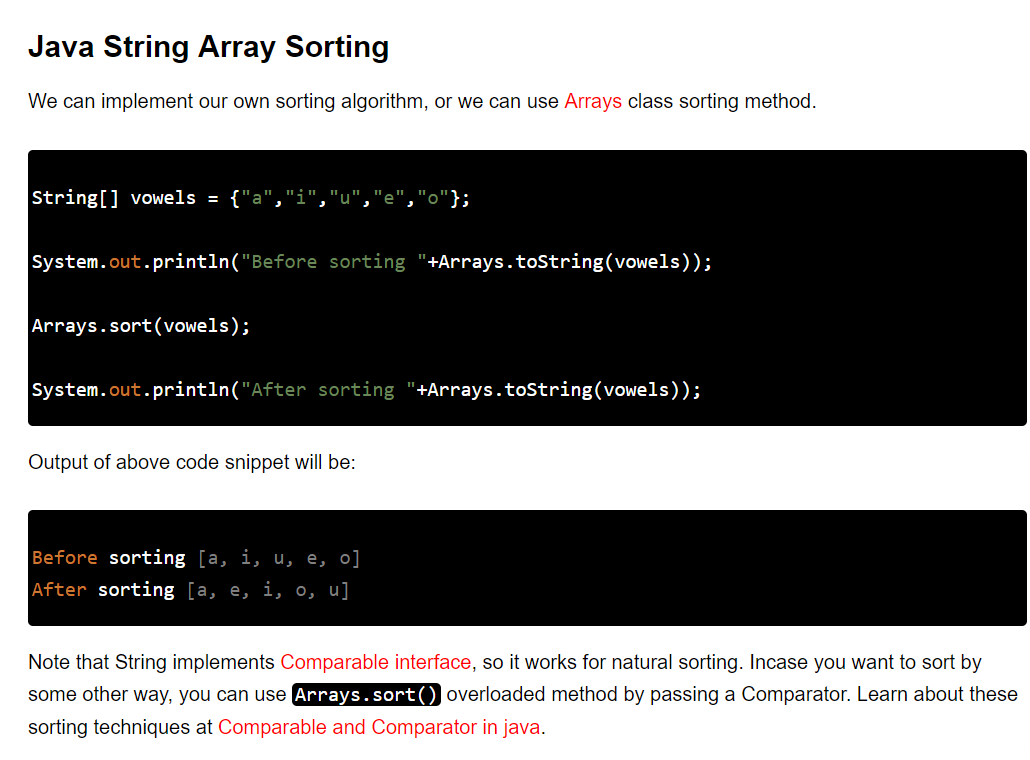 Java String Array Sorting
We can implement our own sorting algorithm, or we can use Arrays class sorting method.
String[] vowels = {"a","i","u","e","o"};
System.out.println("Before sorting "+Arrays.toString(vowels));
Arrays.sort(vowels);
System.out.println("After sorting "+Arrays.toString(vowels));
Output of above code snippet will be:
Before sorting [a, i, u, e, o]
After sorting [a, e, i, o, u]
Note that String implements Comparable interface, so it works for natural sorting. Incase you want to sort by
some other way, you can use Arrays.sort() overloaded method by passing a Comparator. Learn about these
sorting techniques at Comparable and Comparator in java.